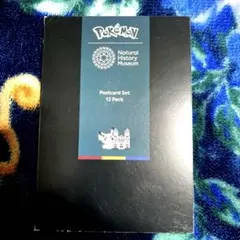 POKÉMON
Natural
History
Museum
Postcard Set
12 Pack